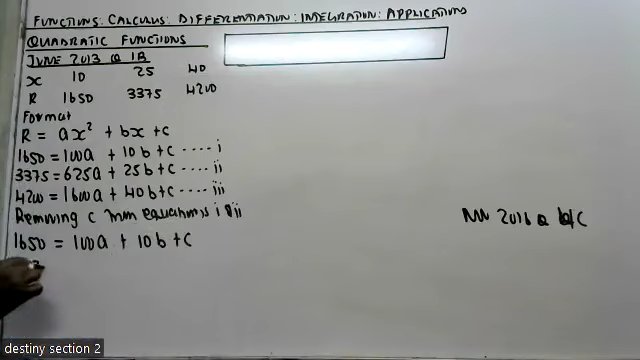 FUNCTIONS: CALCULUS: DIFFERENTIATION: INTEGRATION: APPLICATIONS
QUADRATIC FUNCTIONS
JUNE 2013 Q 1B
x 10 25 40
R 1650 3375 4200
Format
R = ax² + bx + c
1650 = 100a + 10b + c ---- i
3375 = 625a + 25b + c ---- ii
4200 = 1600a + 40b + c ---- iii
Removing c from equations i & ii
1650 = 100a + 10b + c
2016 Q
destiny section 2